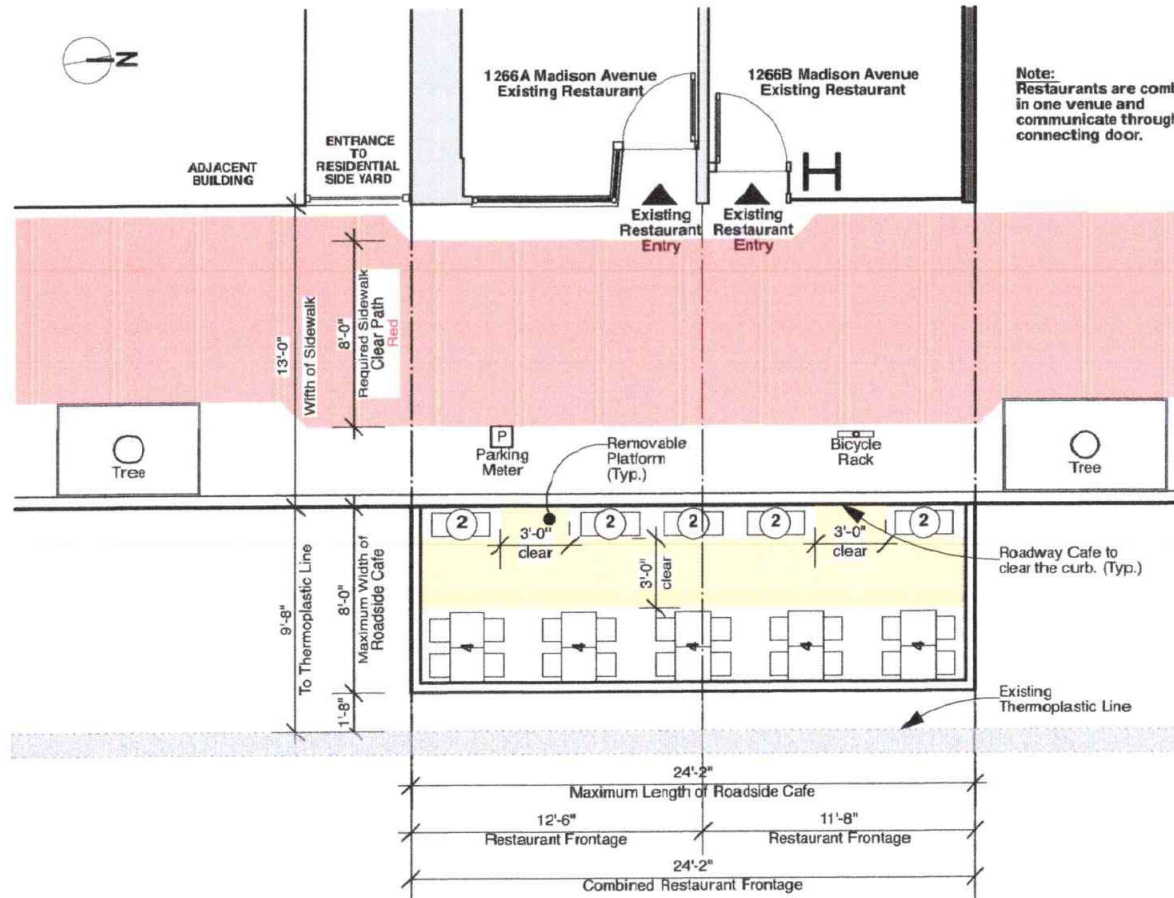 N
1266A Madison Avenue
Existing Restaurant
1266B Madison Avenue
Existing Restaurant
Note:
Restaurants are comb
in one venue and
communicate through
connecting door.
ADJACENT
BUILDING
ENTRANCE
TO
RESIDENTIAL
SIDE YARD
Existing
Restaurant
Entry
Existing
Restaurant
Entry
13'-0"
Wifth of Sidewalk
8'-0"
Required Sidewalk
Clear Path
Red
Tree
P
Parking
Meter
Removable
Platform
(Typ.)
Bicycle
Rack
Tree
2
2
2
2
2
3'-0"
clear
3'-0"
clear
3'-0"
clear
Roadway Cafe to
clear the curb. (Typ.)
9'-8"
To Thermoplastic Line
8'-0"
Maximum Width of
Roadside Cafe
1'-8"
4
4
4
4
4
Existing
Thermoplastic Line
24'-2"
Maximum Length of Roadside Cafe
12'-6"
Restaurant Frontage
11'-8"
Restaurant Frontage
24'-2"
Combined Restaurant Frontage